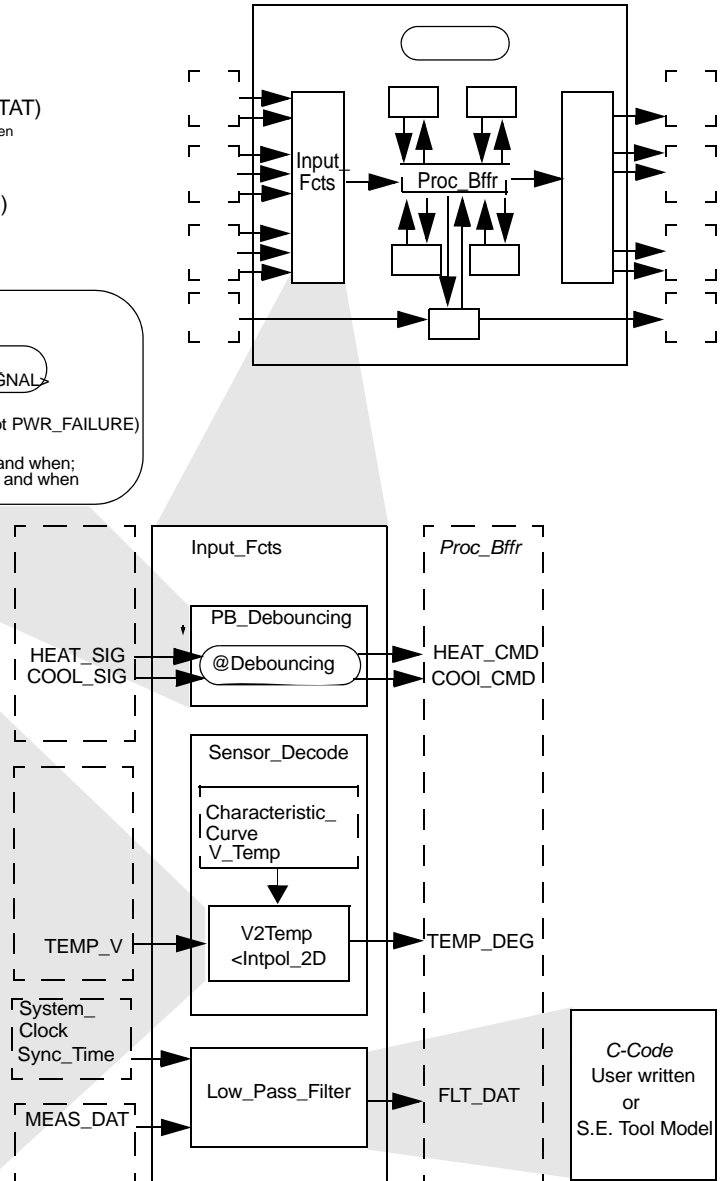 TAT)
en
Input_
Fcts
Proc_Bffr
)
GNAL>
ot PWR_FAILURE)
and when;
and when
Input_Fcts
Proc_Bffr
PB_Debouncing
HEAT_SIG
@Debouncing
HEAT_CMD
COOL_SIG
COOl_CMD
Sensor_Decode
Characteristic_
Curve
V_Temp
TEMP_V
V2Temp
<Intpol_2D
TEMP_DEG
System_
Clock
Sync_Time
Low_Pass_Filter
FLT_DAT
MEAS_DAT
C-Code
User written
or
S.E. Tool Model